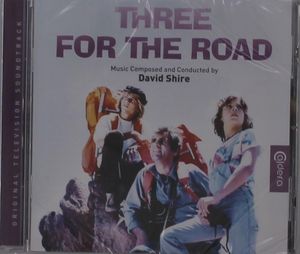 THREE
FOR THE ROAD
Music Composed and Conducted by
David Shire
ORIGINAL TELEVISION SOUNDTRACK
Caldera